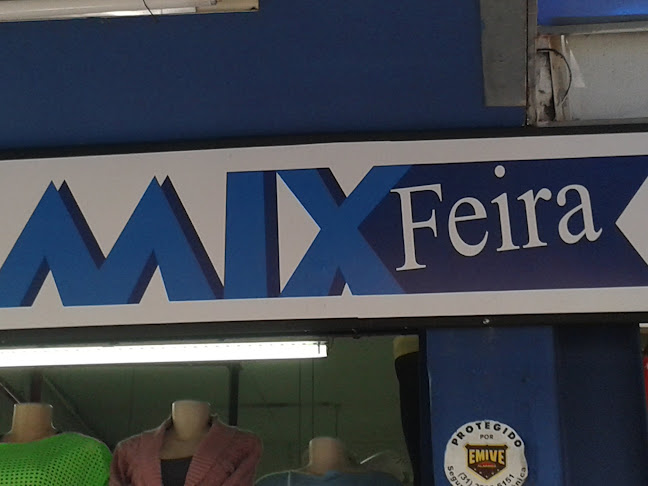 MIX Feira
PROTEGIDO
POR
EMIVE